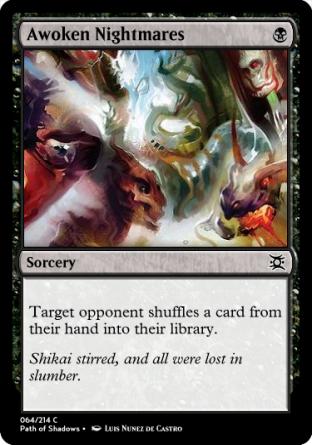 Awoken Nightmares
Sorcery
Target opponent shuffles a card from
their hand into their library.
Shikai stirred, and all were lost in
slumber.
064/214 C
Path of Shadows • Luis Nunez de Castro